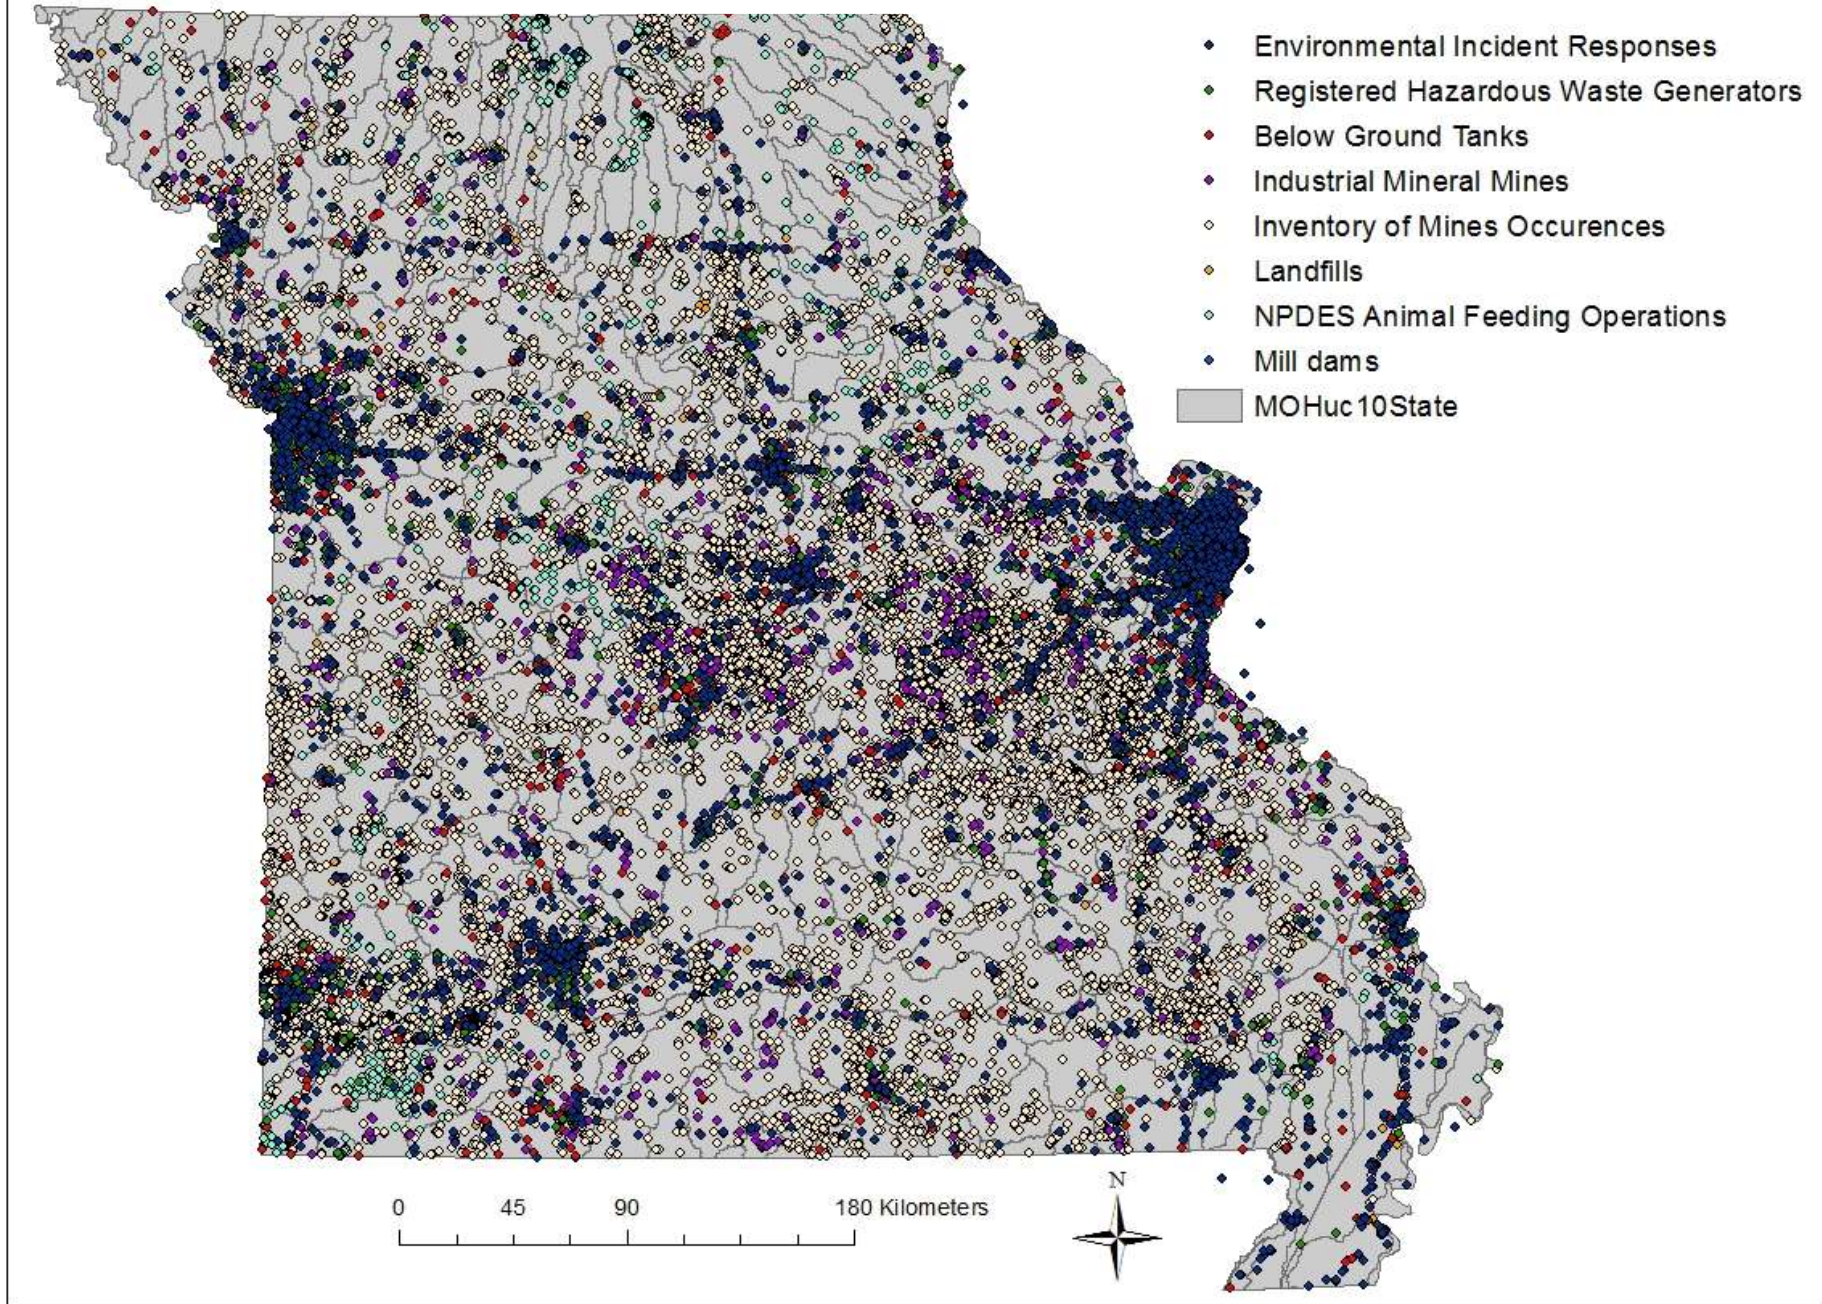 Environmental Incident Responses
Registered Hazardous Waste Generators
Below Ground Tanks
Industrial Mineral Mines
Inventory of Mines Occurences
Landfills
NPDES Animal Feeding Operations
Mill dams
MOHuc10State
N
0 45 90 180 Kilometers